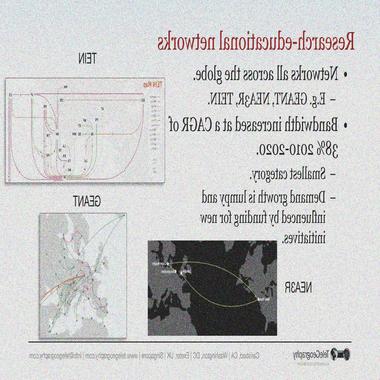 Research-educational networks
• Networks all across the globe.
– E.g. GEANT, NEA3R, TEIN.
• Bandwidth increased at a CAGR of
38% 2010-2020.
– Smallest category.
– Demand growth is lumpy and
influenced by funding for new
initiatives.
TEIN
TEIN Map
GEANT
NEA3R
TeleGeography
Carlsbad, CA | Washington, DC | Exeter, UK | Singapore | www.telegeography.com | info@telegeography.com